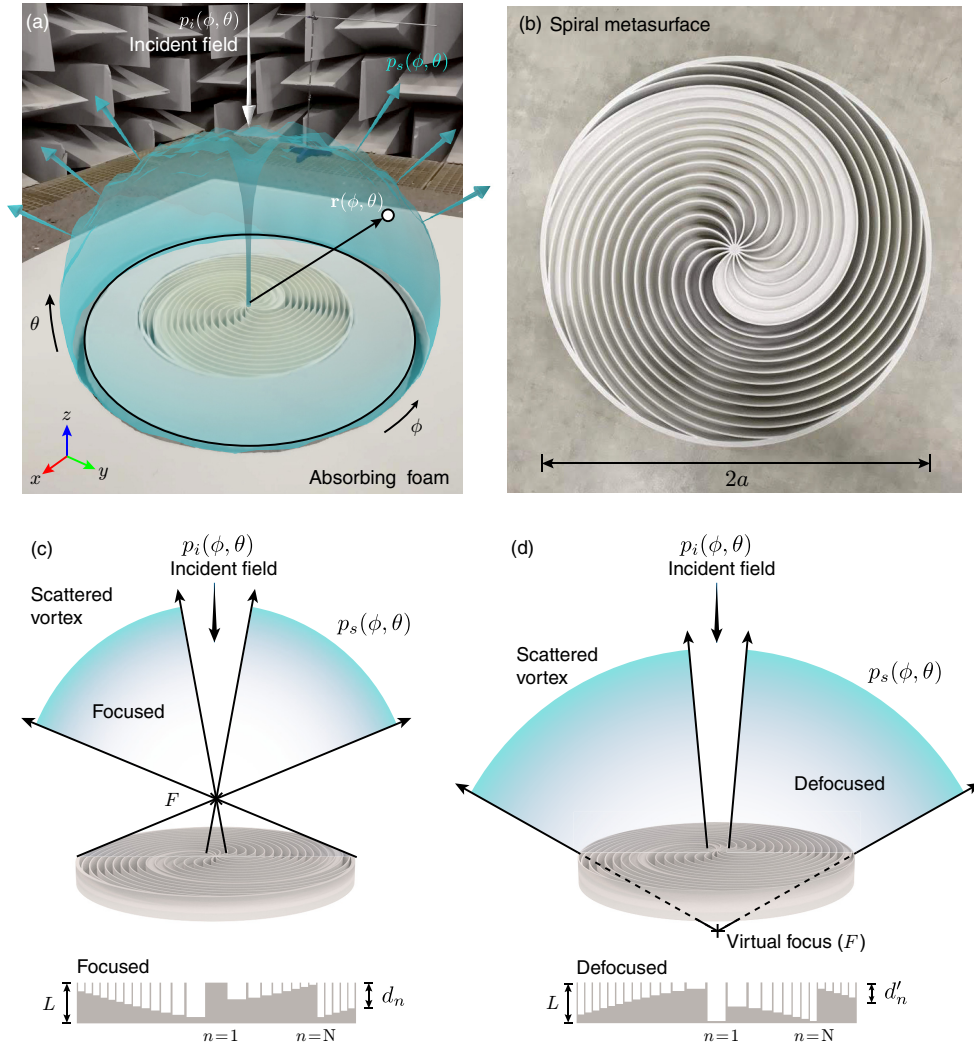 (a)
p_i(ϕ, θ)
Incident field
p_s(ϕ, θ)
r(ϕ, θ)
θ
ϕ
z
x
y
Absorbing foam
(b) Spiral metasurface
2a
(c)
p_i(ϕ, θ)
Incident field
Scattered
vortex
p_s(ϕ, θ)
Focused
F
Focused
L
d_n
n=1
n=N
(d)
p_i(ϕ, θ)
Incident field
Scattered
vortex
p_s(ϕ, θ)
Defocused
Virtual focus (F)
Defocused
L
d′_n
n=1
n=N